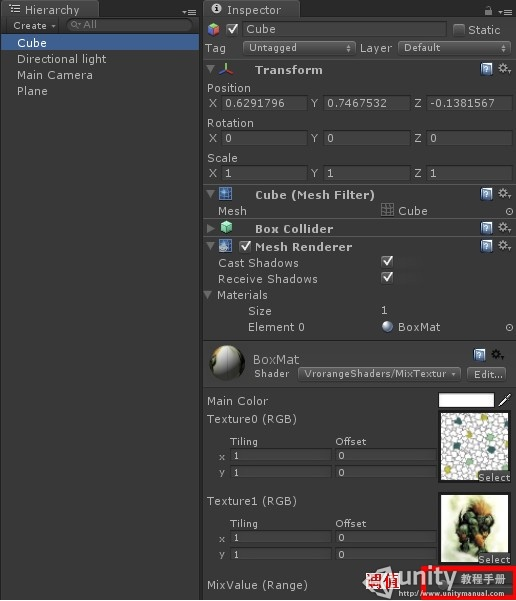 Hierarchy
Create
All
Cube
Directional light
Main Camera
Plane
Inspector
Cube
Static
Tag Untagged Layer Default
Transform
Position
X 0.6291796 Y 0.7467532 Z -0.1381567
Rotation
X 0 Y 0 Z 0
Scale
X 1 Y 1 Z 1
Cube (Mesh Filter)
Mesh Cube
Box Collider
Mesh Renderer
Cast Shadows
Receive Shadows
Materials
Size 1
Element 0 BoxMat
BoxMat
Shader VrorangeShaders/MixTextur Edit...
Main Color
Texture0 (RGB)
Tiling Offset
x 1 0
y 1 0
Select
Texture1 (RGB)
Tiling Offset
x 1 0
y 1 0
Select
MixValue (Range)
unity 教程手册
http://www.unitymanual.com